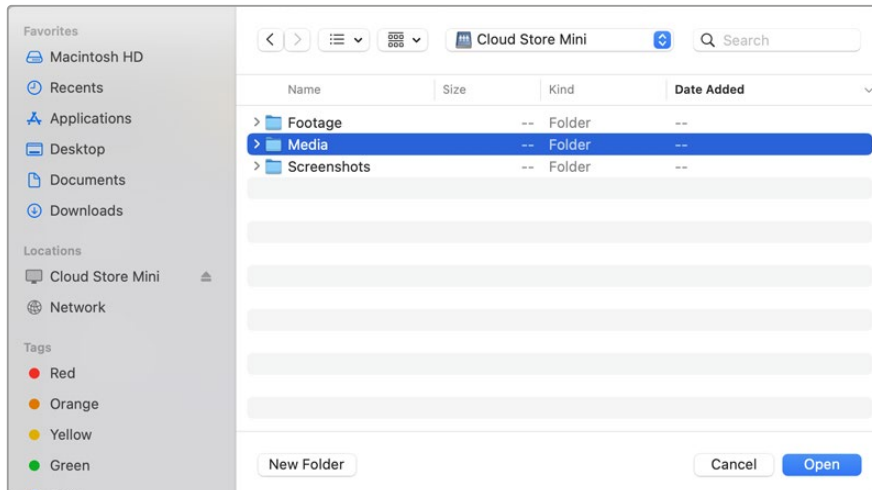 Favorites
Macintosh HD
Recents
Applications
Desktop
Documents
Downloads
Locations
Cloud Store Mini
Network
Tags
Red
Orange
Yellow
Green
Cloud Store Mini
Search
Name Size Kind Date Added
Footage -- Folder --
Media -- Folder --
Screenshots -- Folder --
New Folder Cancel Open